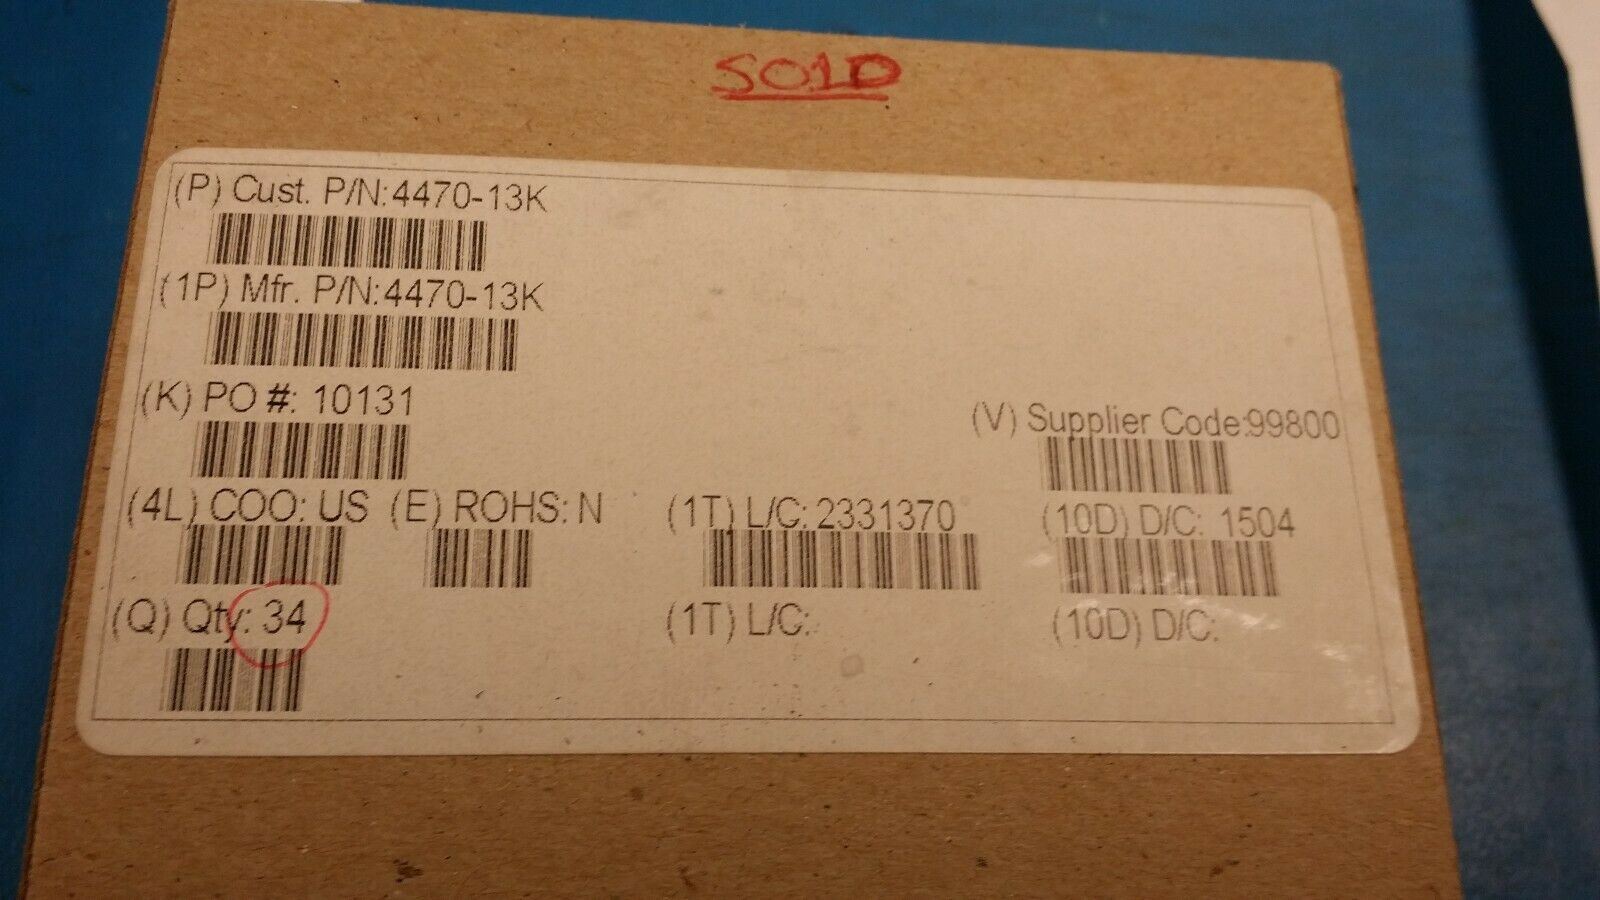 SO1D
(P) Cust. P/N:4470-13K
(1P) Mfr. P/N:4470-13K
(K) PO #: 10131
(V) Supplier Code:99800
(4L) COO: US (E) ROHS: N (1T) L/C: 2331370 (10D) D/C: 1504
(Q) Qty: 34 (1T) L/C: (10D) D/C: